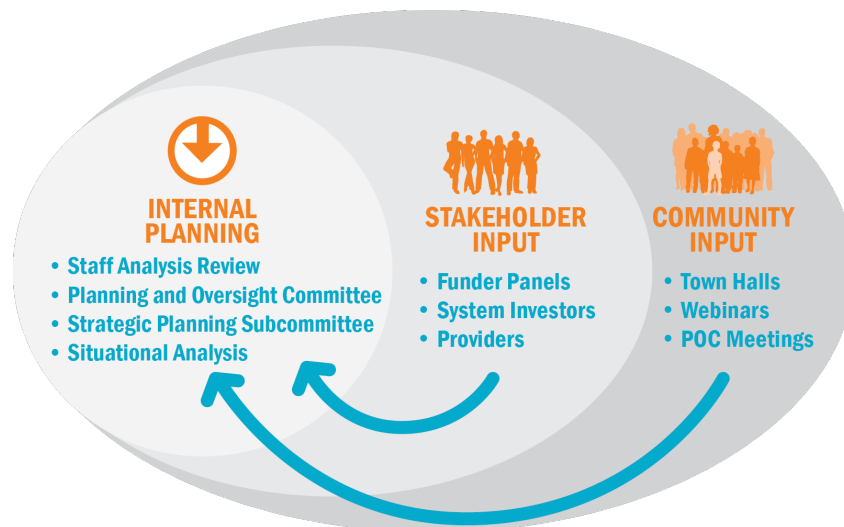 INTERNAL
PLANNING
• Staff Analysis Review
• Planning and Oversight Committee
• Strategic Planning Subcommittee
• Situational Analysis
STAKEHOLDER
INPUT
• Funder Panels
• System Investors
• Providers
COMMUNITY
INPUT
• Town Halls
• Webinars
• POC Meetings